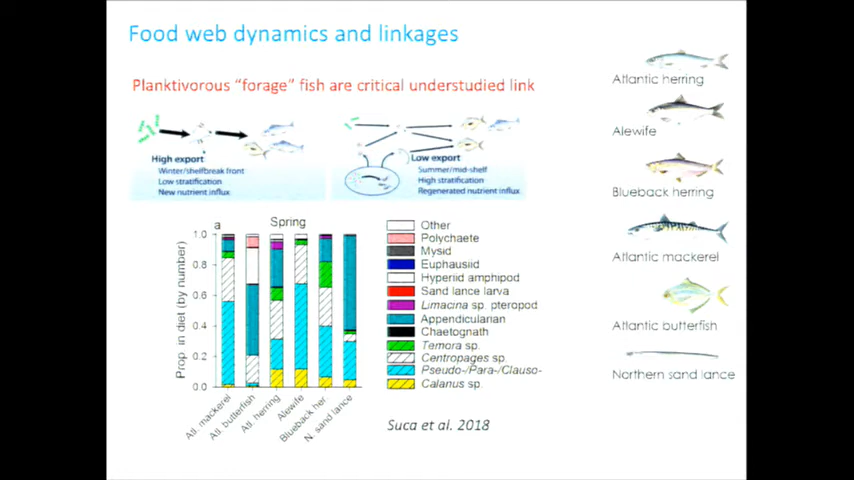 Food web dynamics and linkages
Planktivorous "forage" fish are critical understudied link
High export
Winter/shelfbreak front
Low stratification
New nutrient influx
Low export
Summer/mid-shelf
High stratification
Regenerated nutrient influx
a
Spring
Prop. in diet (by number)
1.0
0.8
0.6
0.4
0.2
0.0
Atl. mackerel
Atl. butterfish
Atl. herring
Alewife
Blueback her.
N. sand lance
Other
Polychaete
Mysid
Euphausiid
Hyperiid amphipod
Sand lance larva
Limacina sp. pteropod
Appendicularian
Chaetognath
Temora sp.
Centropages sp.
Pseudo-/Para-/Clauso-
Calanus sp.
Suca et al. 2018
Atlantic herring
Alewife
Blueback herring
Atlantic mackerel
Atlantic butterfish
Northern sand lance